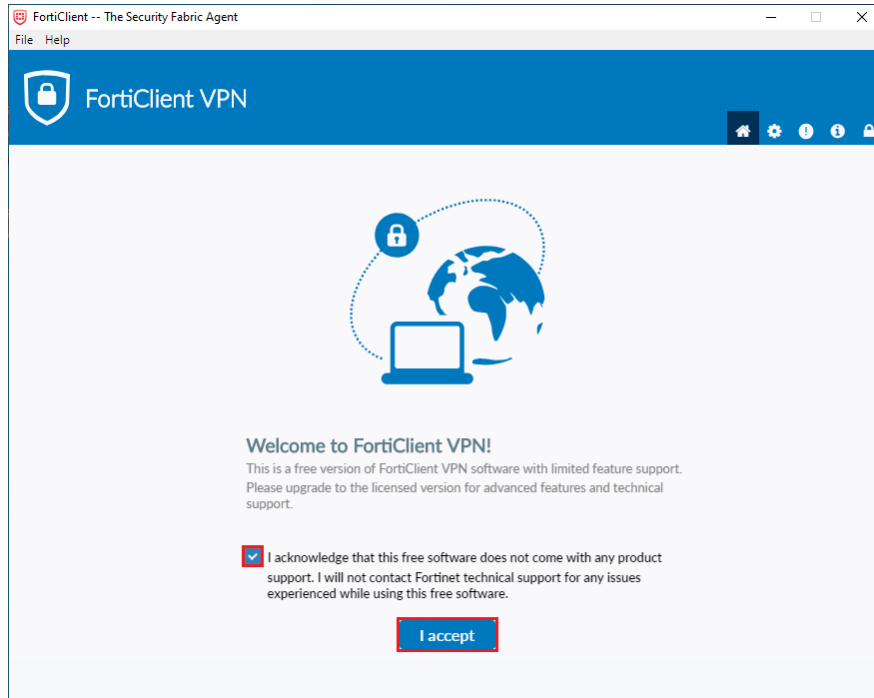 FortiClient -- The Security Fabric Agent
File Help
FortiClient VPN
Welcome to FortiClient VPN!
This is a free version of FortiClient VPN software with limited feature support.
Please upgrade to the licensed version for advanced features and technical
support.
I acknowledge that this free software does not come with any product
support. I will not contact Fortinet technical support for any issues
experienced while using this free software.
I accept